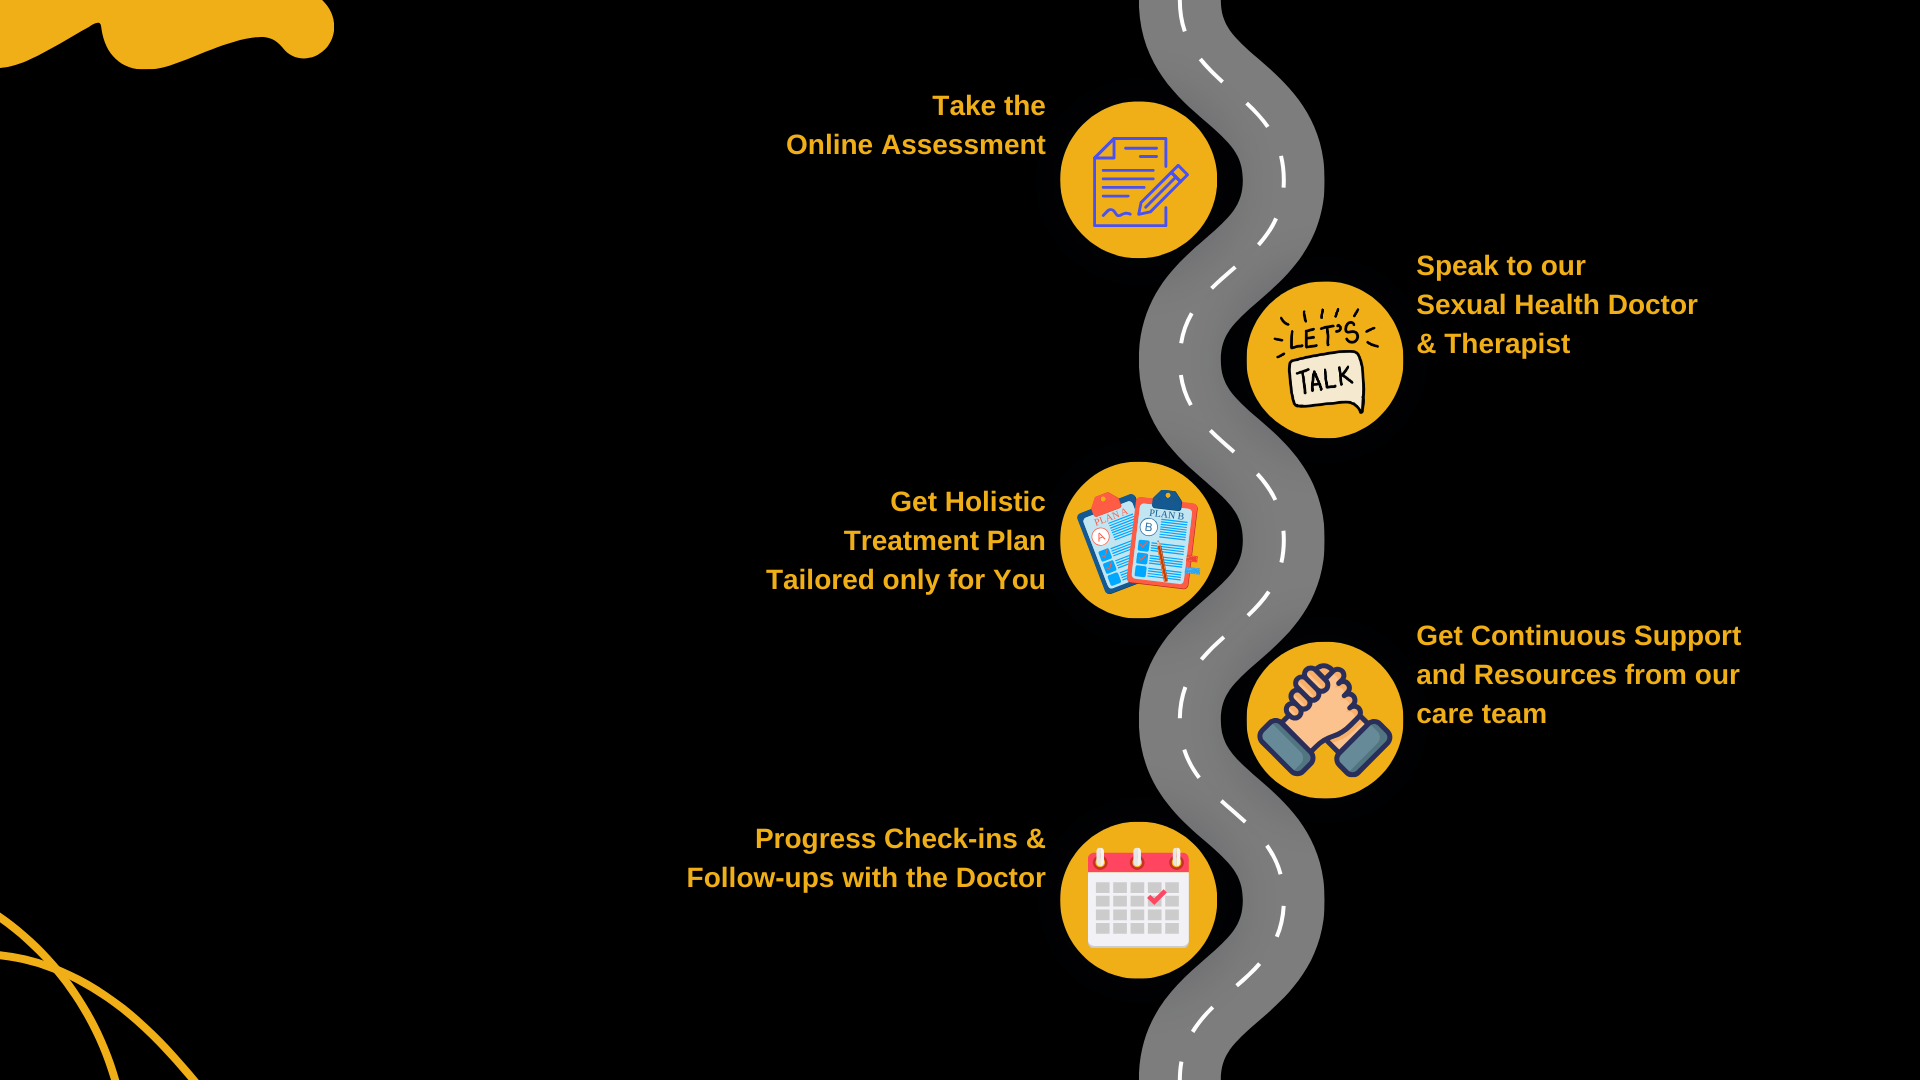 Take the
Online Assessment
Speak to our
Sexual Health Doctor
& Therapist
LET'S
TALK
Get Holistic
Treatment Plan
Tailored only for You
PLAN A
A
PLAN B
B
Get Continuous Support
and Resources from our
care team
Progress Check-ins &
Follow-ups with the Doctor